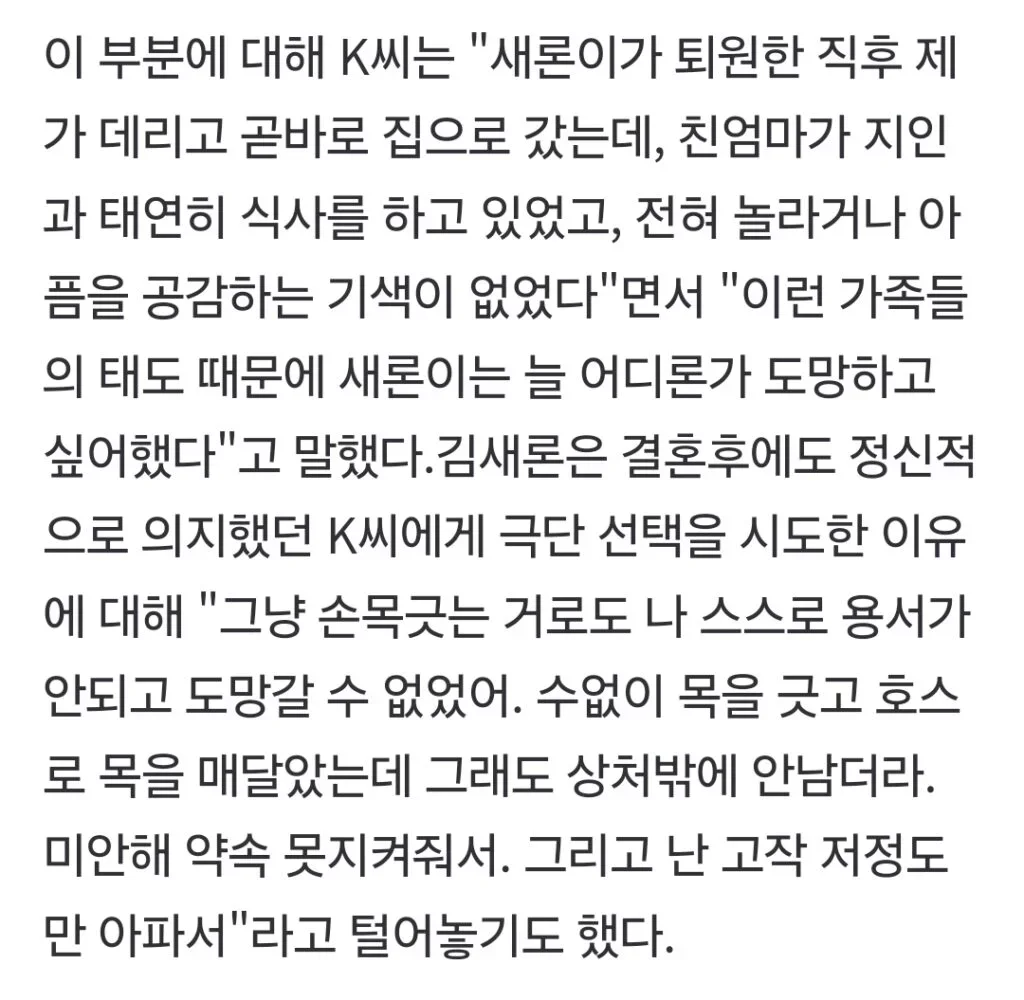 이 부분에 대해 K씨는 "새론이가 퇴원한 직후 제
가 데리고 곧바로 집으로 갔는데, 친엄마가 지인
과 태연히 식사를 하고 있었고, 전혀 놀라거나 아
픔을 공감하는 기색이 없었다"면서 "이런 가족들
의 태도 때문에 새론이는 늘 어디론가 도망하고
싶어했다"고 말했다.김새론은 결혼후에도 정신적
으로 의지했던 K씨에게 극단 선택을 시도한 이유
에 대해 "그냥 손목긋는 거로도 나 스스로 용서가
안되고 도망갈 수 없었어. 수없이 목을 긋고 호스
로 목을 매달았는데 그래도 상처밖에 안남더라.
미안해 약속 못지켜줘서. 그리고 난 고작 저정도
만 아파서"라고 털어놓기도 했다.